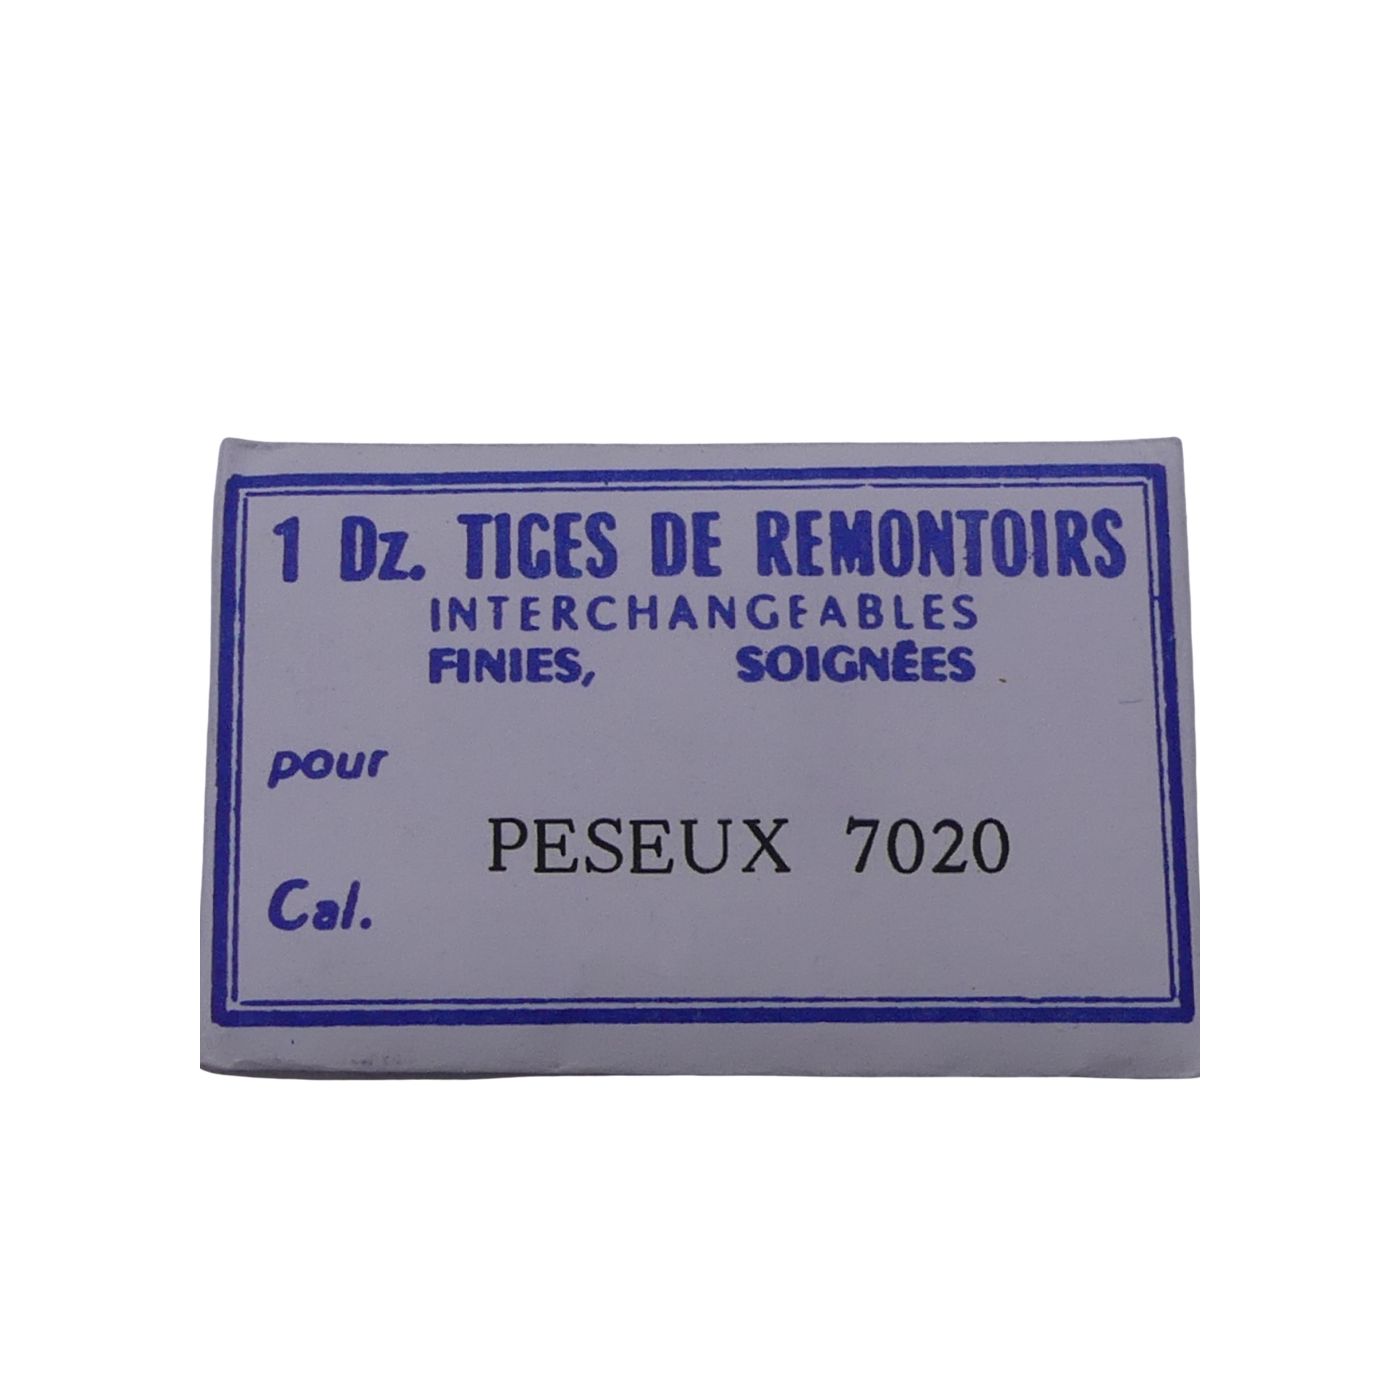 1 Dz. TIGES DE REMONTOIRS
INTERCHANGEABLES
FINIES, SOIGNÉES
pour
PESEUX 7020
Cal.